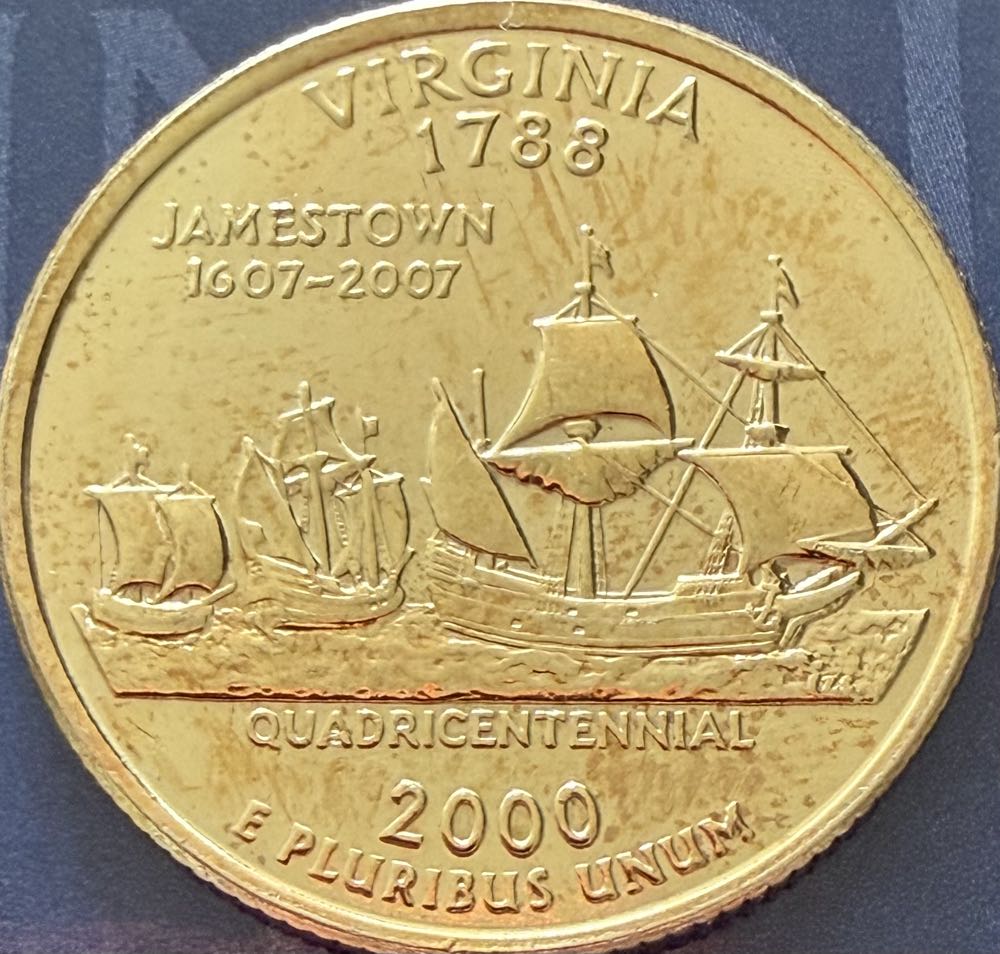 VIRGINIA
1788
JAMESTOWN
1607-2007
QUADRICENTENNIAL
2000
E PLURIBUS UNUM